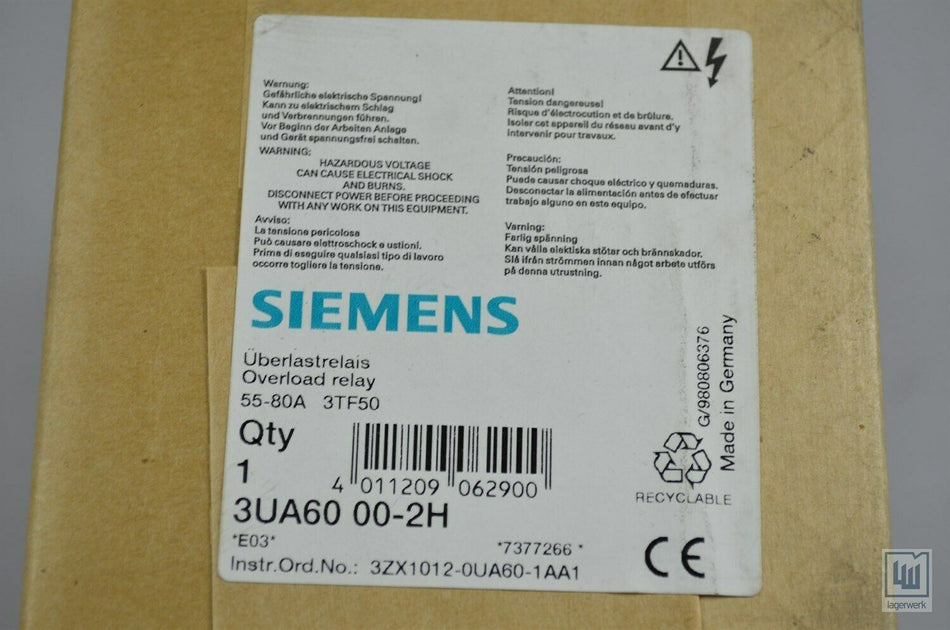 Warnung:
Gefährliche elektrische Spannung!
Kann zu elektrischem Schlag
und Verbrennungen führen.
Vor Beginn der Arbeiten Anlage
und Gerät spannungsfrei schalten.
WARNING:
HAZARDOUS VOLTAGE
CAN CAUSE ELECTRICAL SHOCK
AND BURNS.
DISCONNECT POWER BEFORE PROCEEDING
WITH ANY WORK ON THIS EQUIPMENT.
Avviso:
La tensione pericolosa
Può causare elettroschock e ustioni.
Prima di eseguire qualsiasi tipo di lavoro
occorre togliere la tensione.
Attention!
Tension dangereuse!
Risque d'électrocution et de brûlure.
Isoler cet appareil du réseau avant d'y
intervenir pour travaux.
Precaución:
Tensión peligrosa
Puede causar choque eléctrico y quemaduras.
Desconectar la alimentación antes de efectuar
trabajo alguno en este equipo.
Varning:
Farlig spänning
Kan välla elektiska stötar och brännskador.
Slå ifrån strömmen innan något arbete utförs
på denna utrustning.
SIEMENS
Überlastrelais
Overload relay
55-80A 3TF50
Qty
1
4 011209 062900
3UA60 00-2H
*E03* *7377266 *
Instr.Ord.No.: 3ZX1012-0UA60-1AA1
G/980806376
Made in Germany
RECYCLABLE
CE
lagerwerk